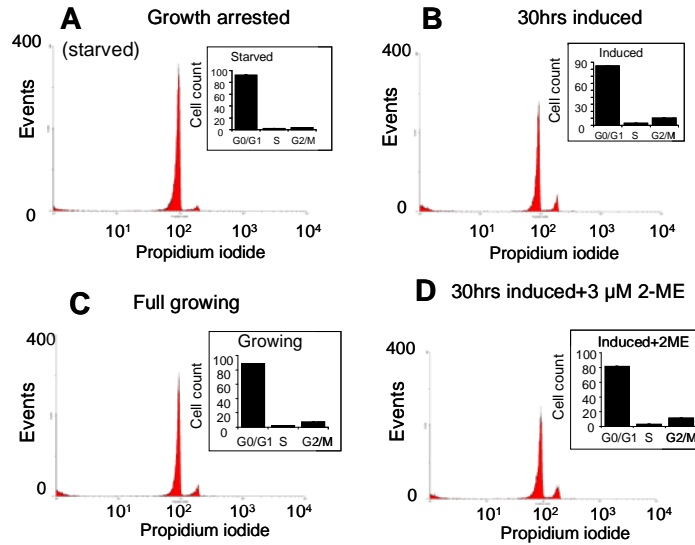 A
Growth arrested
(starved)
400
Events
0
Starved
Cell count
100
80
60
40
20
0
G0/G1 S G2/M
10¹ 10² 10³ 10⁴
Propidium iodide
B
30hrs induced
400
Events
0
Induced
Cell count
90
60
30
0
G0/G1 S G2/M
10¹ 10² 10³ 10⁴
Propidium iodide
C
Full growing
400
Events
0
Growing
Cell count
100
80
60
40
20
0
G0/G1 S G2/M
10¹ 10² 10³ 10⁴
Propidium iodide
D
30hrs induced+3 µM 2-ME
400
Events
0
Induced+2ME
Cell count
100
80
60
40
20
0
G0/G1 S G2/M
10¹ 10² 10³ 10⁴
Propidium iodide